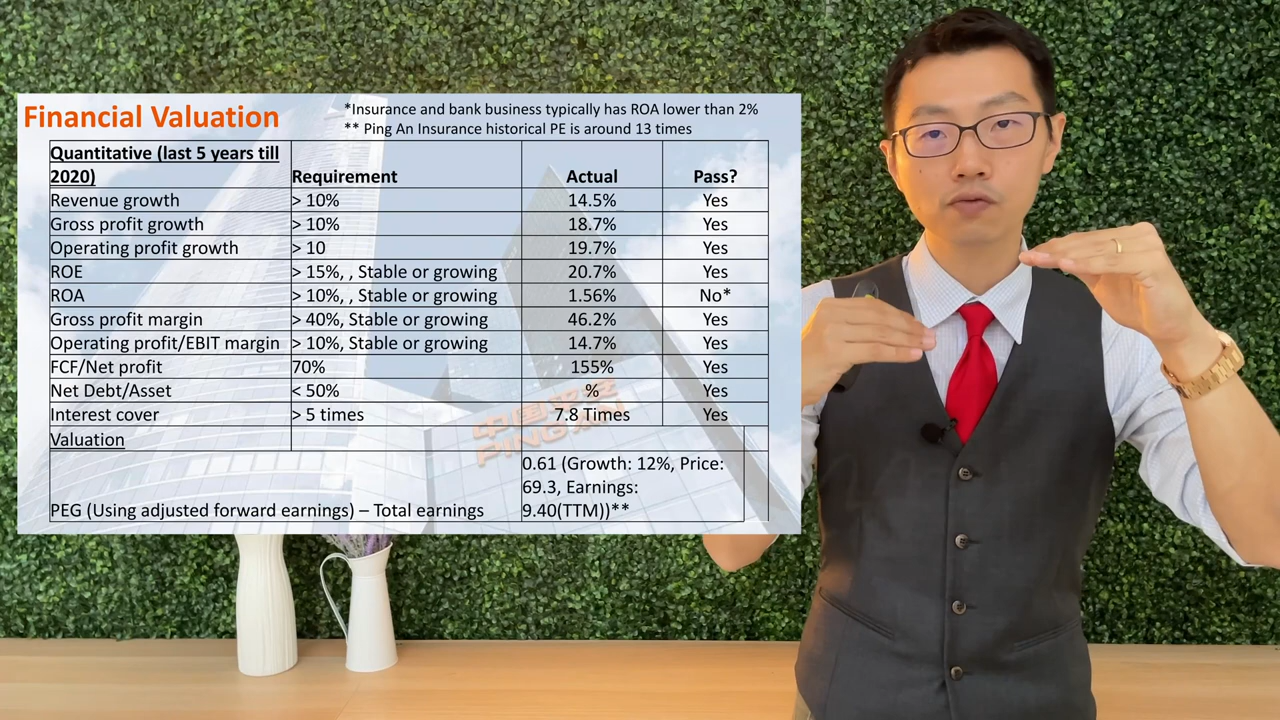 Financial Valuation
*Insurance and bank business typically has ROA lower than 2%
** Ping An Insurance historical PE is around 13 times
Quantitative (last 5 years till
2020) Requirement Actual Pass?
Revenue growth > 10% 14.5% Yes
Gross profit growth > 10% 18.7% Yes
Operating profit growth > 10 19.7% Yes
ROE > 15%, , Stable or growing 20.7% Yes
ROA > 10%, , Stable or growing 1.56% No*
Gross profit margin > 40%, Stable or growing 46.2% Yes
Operating profit/EBIT margin > 10%, Stable or growing 14.7% Yes
FCF/Net profit 70% 155% Yes
Net Debt/Asset < 50% % Yes
Interest cover > 5 times 7.8 Times Yes
Valuation
PEG (Using adjusted forward earnings) – Total earnings
0.61 (Growth: 12%, Price:
69.3, Earnings:
9.40(TTM))**
中国平安
PING AN